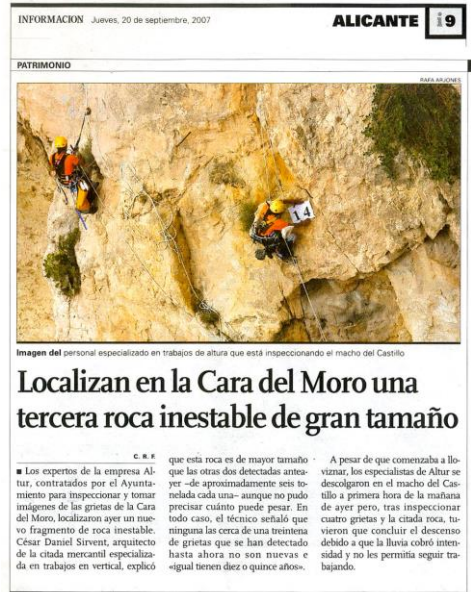 INFORMACION Jueves, 20 de septiembre, 2007
ALICANTE
9
PATRIMONIO
RAFA ARJONES
14
Imagen del personal especializado en trabajos de altura que está inspeccionando el macho del Castillo
Localizan en la Cara del Moro una
tercera roca inestable de gran tamaño
C. R. F.
■ Los expertos de la empresa Al-
tur, contratados por el Ayunta-
miento para inspeccionar y tomar
imágenes de las grietas de la Cara
del Moro, localizaron ayer un nue-
vo fragmento de roca inestable.
César Daniel Sirvent, arquitecto
de la citada mercantil especializa-
da en trabajos en vertical, explicó
que esta roca es de mayor tamaño
que las otras dos detectadas antea-
yer –de aproximadamente seis to-
nelada cada una– aunque no pudo
precisar cuánto puede pesar. En
todo caso, el técnico señaló que
ninguna las cerca de una treintena
de grietas que se han detectado
hasta ahora no son nuevas e
«igual tienen diez o quince años».
A pesar de que comenzaba a llo-
viznar, los especialistas de Altur se
descolgaron en el macho del Cas-
tillo a primera hora de la mañana
de ayer pero, tras inspeccionar
cuatro grietas y la citada roca, tu-
vieron que concluir el descenso
debido a que la lluvia cobró inten-
sidad y no les permitía seguir tra-
bajando.